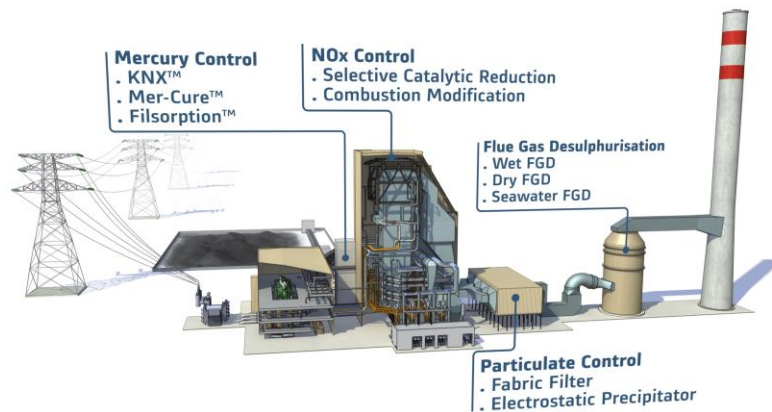 Mercury Control
. KNX™
. Mer-Cure™
. Filsorption™
NOx Control
. Selective Catalytic Reduction
. Combustion Modification
Flue Gas Desulphurisation
. Wet FGD
. Dry FGD
. Seawater FGD
Particulate Control
. Fabric Filter
. Electrostatic Precipitator